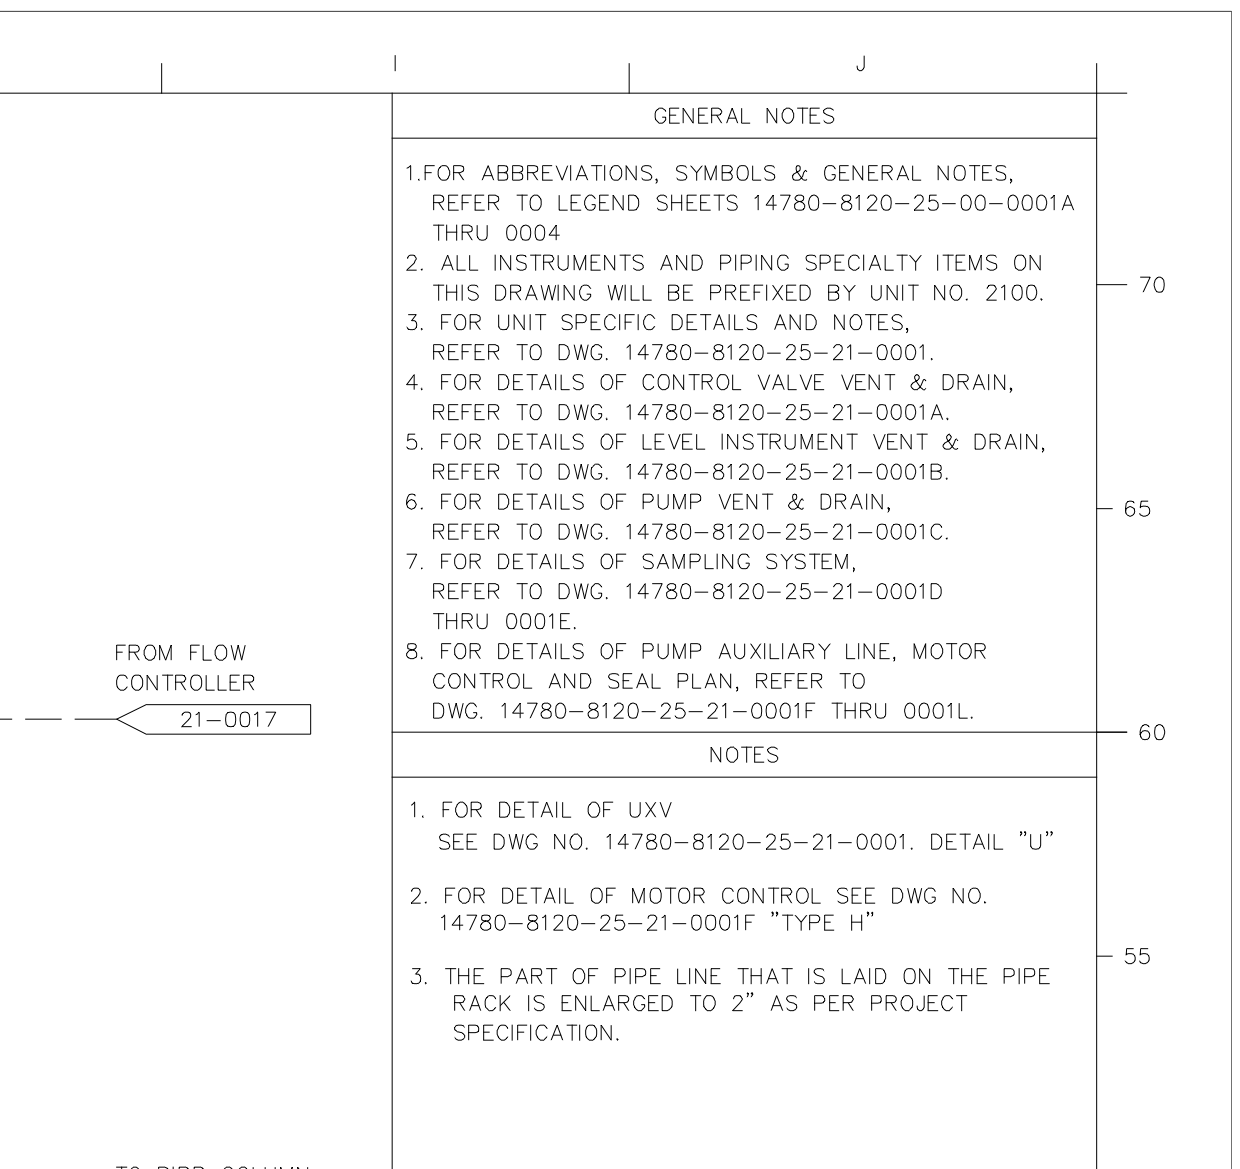 I
J
GENERAL NOTES
1.FOR ABBREVIATIONS, SYMBOLS & GENERAL NOTES,
REFER TO LEGEND SHEETS 14780-8120-25-00-0001A
THRU 0004
2. ALL INSTRUMENTS AND PIPING SPECIALTY ITEMS ON
THIS DRAWING WILL BE PREFIXED BY UNIT NO. 2100.
3. FOR UNIT SPECIFIC DETAILS AND NOTES,
REFER TO DWG. 14780-8120-25-21-0001.
4. FOR DETAILS OF CONTROL VALVE VENT & DRAIN,
REFER TO DWG. 14780-8120-25-21-0001A.
5. FOR DETAILS OF LEVEL INSTRUMENT VENT & DRAIN,
REFER TO DWG. 14780-8120-25-21-0001B.
6. FOR DETAILS OF PUMP VENT & DRAIN,
REFER TO DWG. 14780-8120-25-21-0001C.
7. FOR DETAILS OF SAMPLING SYSTEM,
REFER TO DWG. 14780-8120-25-21-0001D
THRU 0001E.
8. FOR DETAILS OF PUMP AUXILIARY LINE, MOTOR
CONTROL AND SEAL PLAN, REFER TO
DWG. 14780-8120-25-21-0001F THRU 0001L.
NOTES
1. FOR DETAIL OF UXV
SEE DWG NO. 14780-8120-25-21-0001. DETAIL "U"
2. FOR DETAIL OF MOTOR CONTROL SEE DWG NO.
14780-8120-25-21-0001F "TYPE H"
3. THE PART OF PIPE LINE THAT IS LAID ON THE PIPE
RACK IS ENLARGED TO 2" AS PER PROJECT
SPECIFICATION.
70
65
60
55
FROM FLOW
CONTROLLER
21-0017